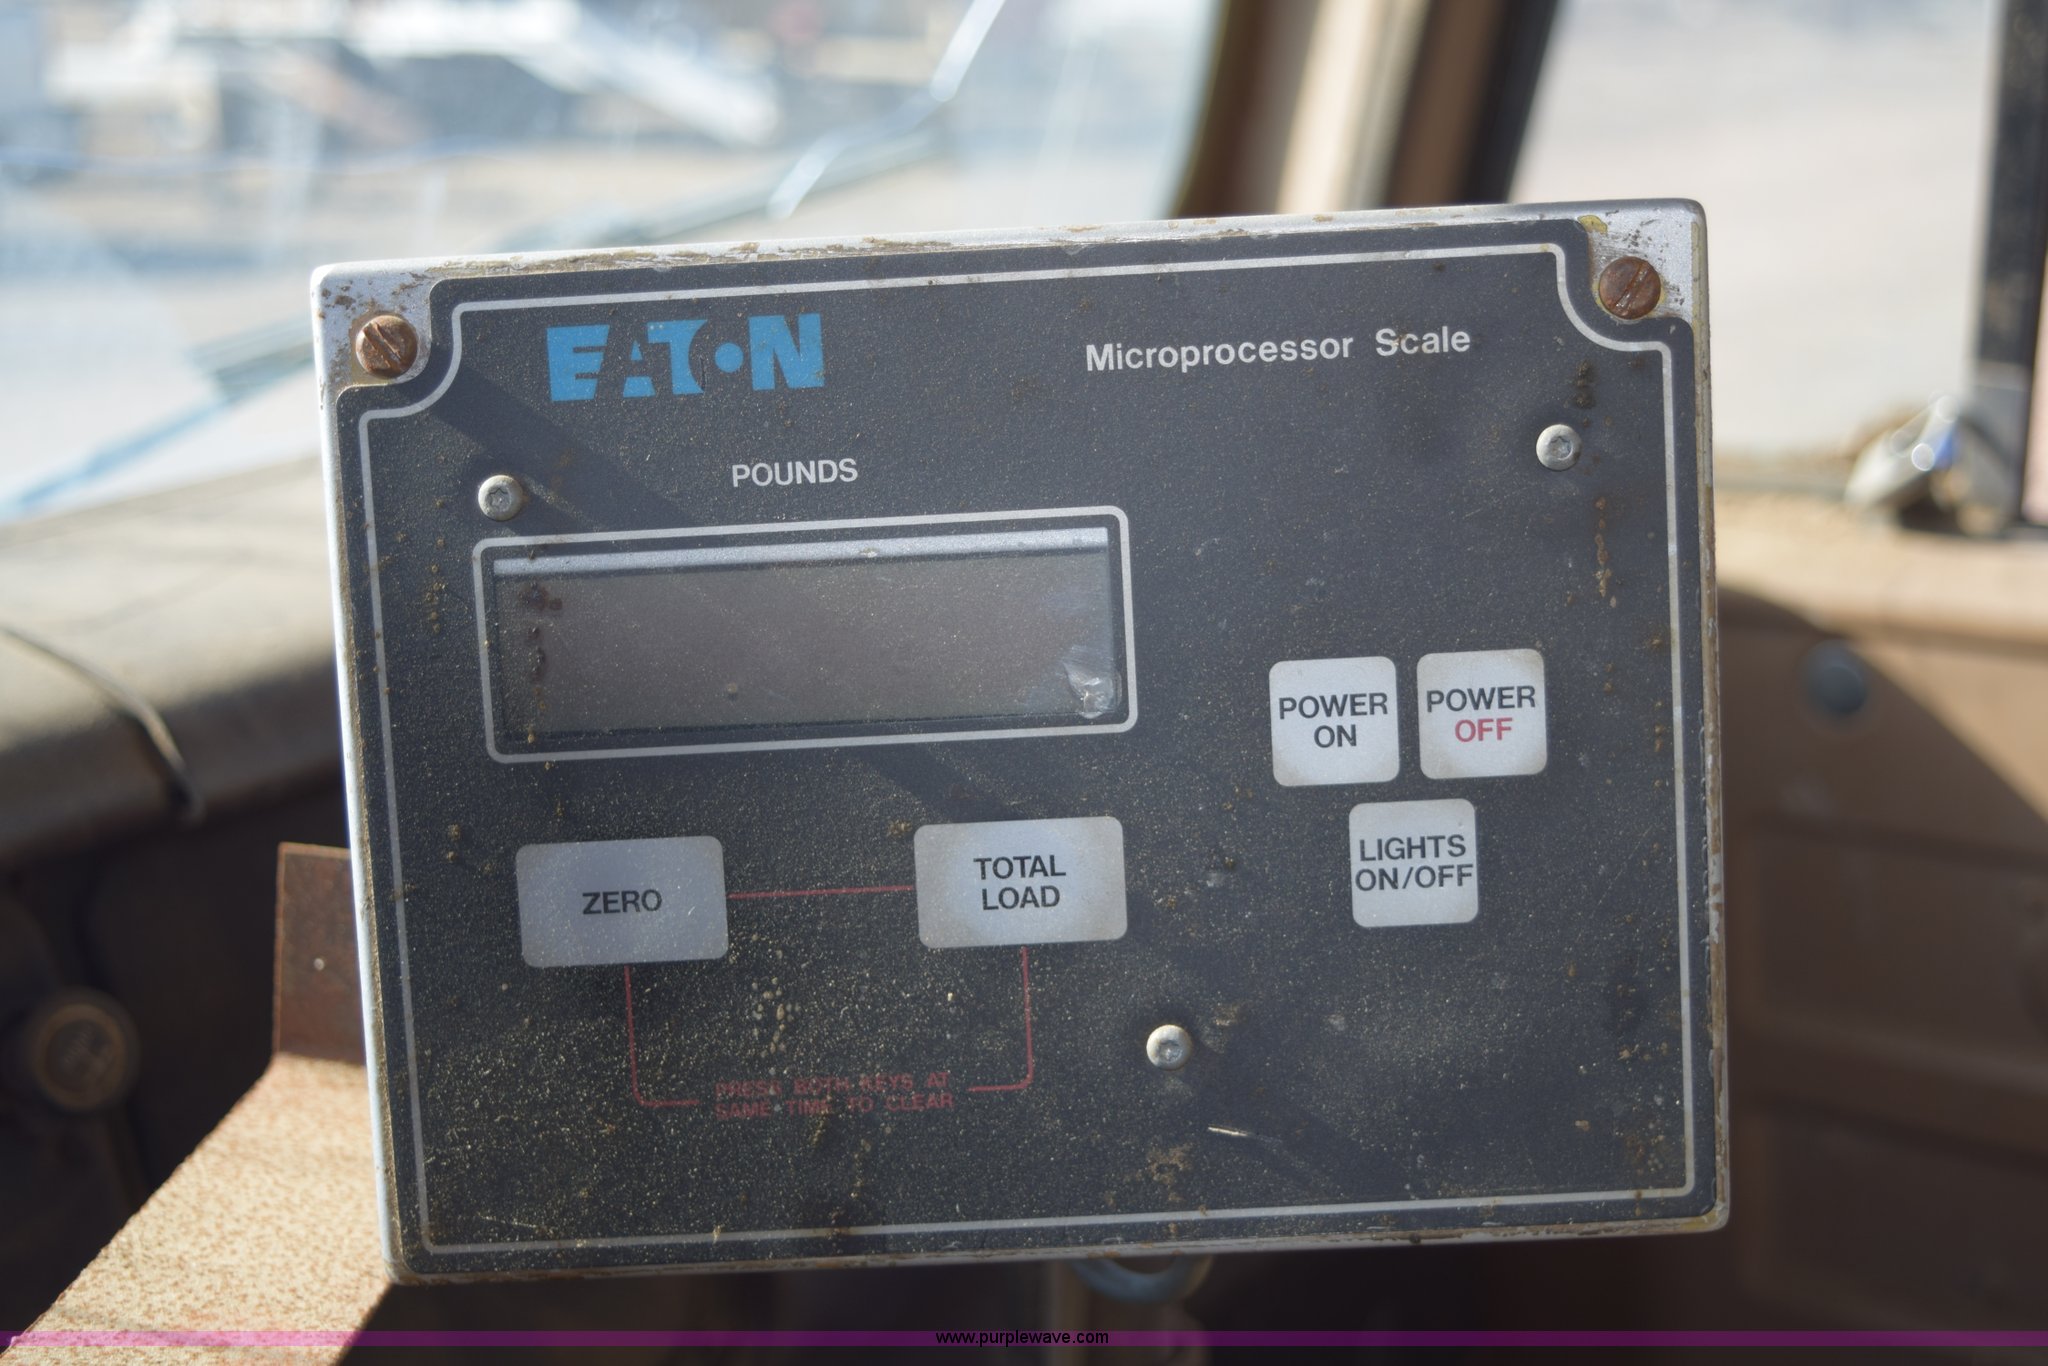 EATON
Microprocessor Scale
POUNDS
POWER
ON
POWER
OFF
LIGHTS
ON/OFF
ZERO
TOTAL
LOAD
PRESS BOTH KEYS AT
SAME TIME TO CLEAR
www.purplewave.com